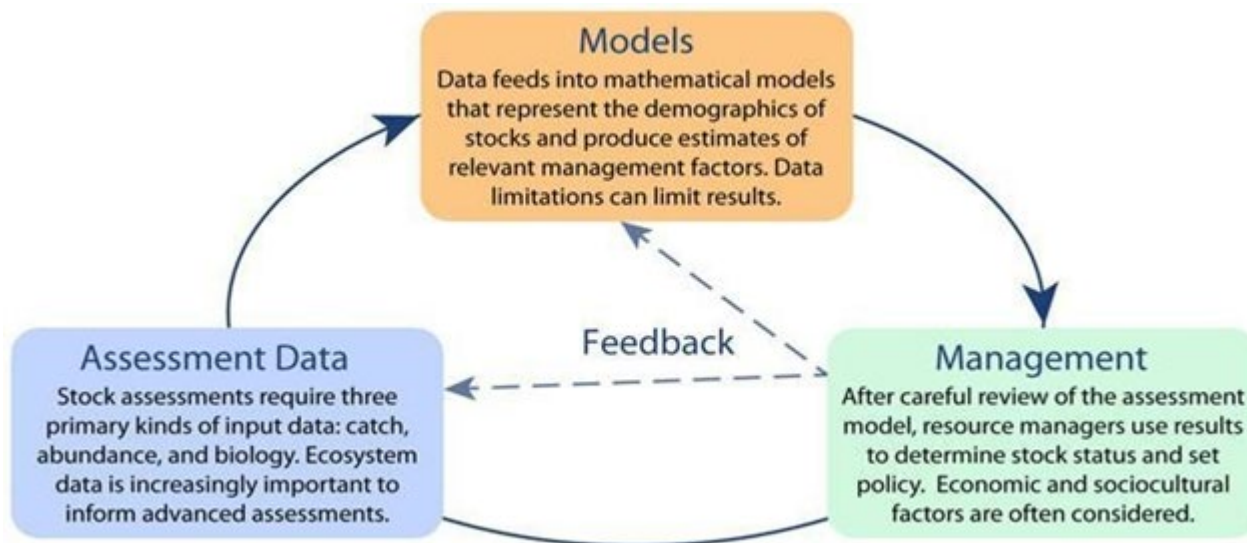 Models
Data feeds into mathematical models
that represent the demographics of
stocks and produce estimates of
relevant management factors. Data
limitations can limit results.
Feedback
Assessment Data
Stock assessments require three
primary kinds of input data: catch,
abundance, and biology. Ecosystem
data is increasingly important to
inform advanced assessments.
Management
After careful review of the assessment
model, resource managers use results
to determine stock status and set
policy. Economic and sociocultural
factors are often considered.